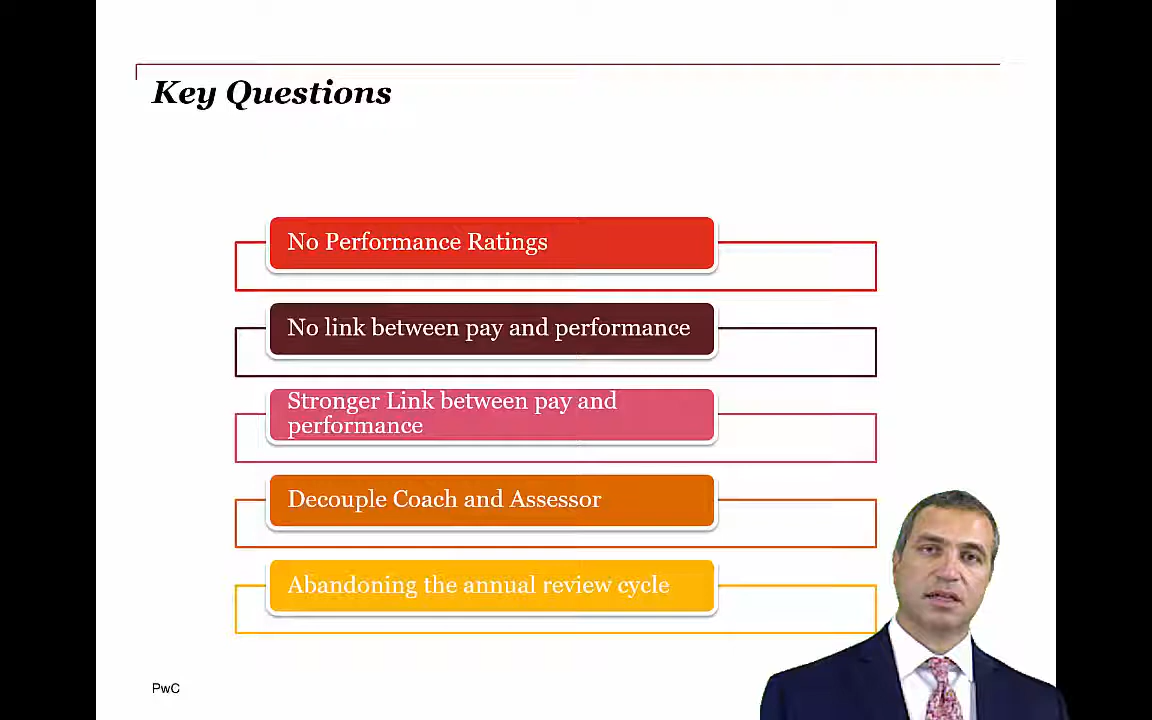 Key Questions
No Performance Ratings
No link between pay and performance
Stronger Link between pay and
performance
Decouple Coach and Assessor
Abandoning the annual review cycle
PwC